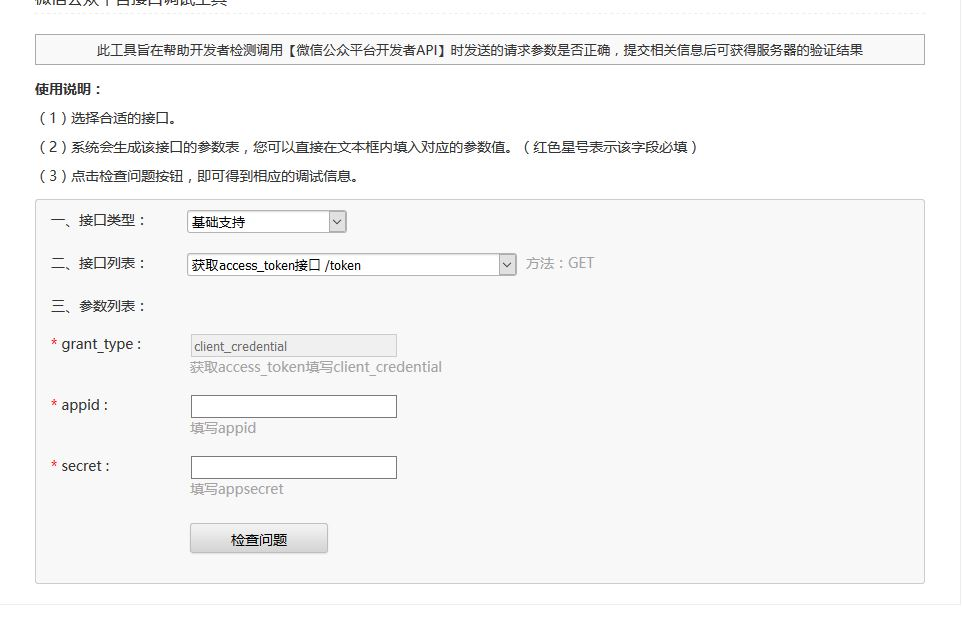 微信公众平台接口调试工具
此工具旨在帮助开发者检测调用【微信公众平台开发者API】时发送的请求参数是否正确，提交相关信息后可获得服务器的验证结果
使用说明：
（1）选择合适的接口。
（2）系统会生成该接口的参数表，您可以直接在文本框内填入对应的参数值。（红色星号表示该字段必填）
（3）点击检查问题按钮，即可得到相应的调试信息。
一、接口类型： 基础支持
二、接口列表： 获取access_token接口 /token 方法：GET
三、参数列表：
* grant_type : client_credential
获取access_token填写client_credential
* appid :
填写appid
* secret :
填写appsecret
检查问题